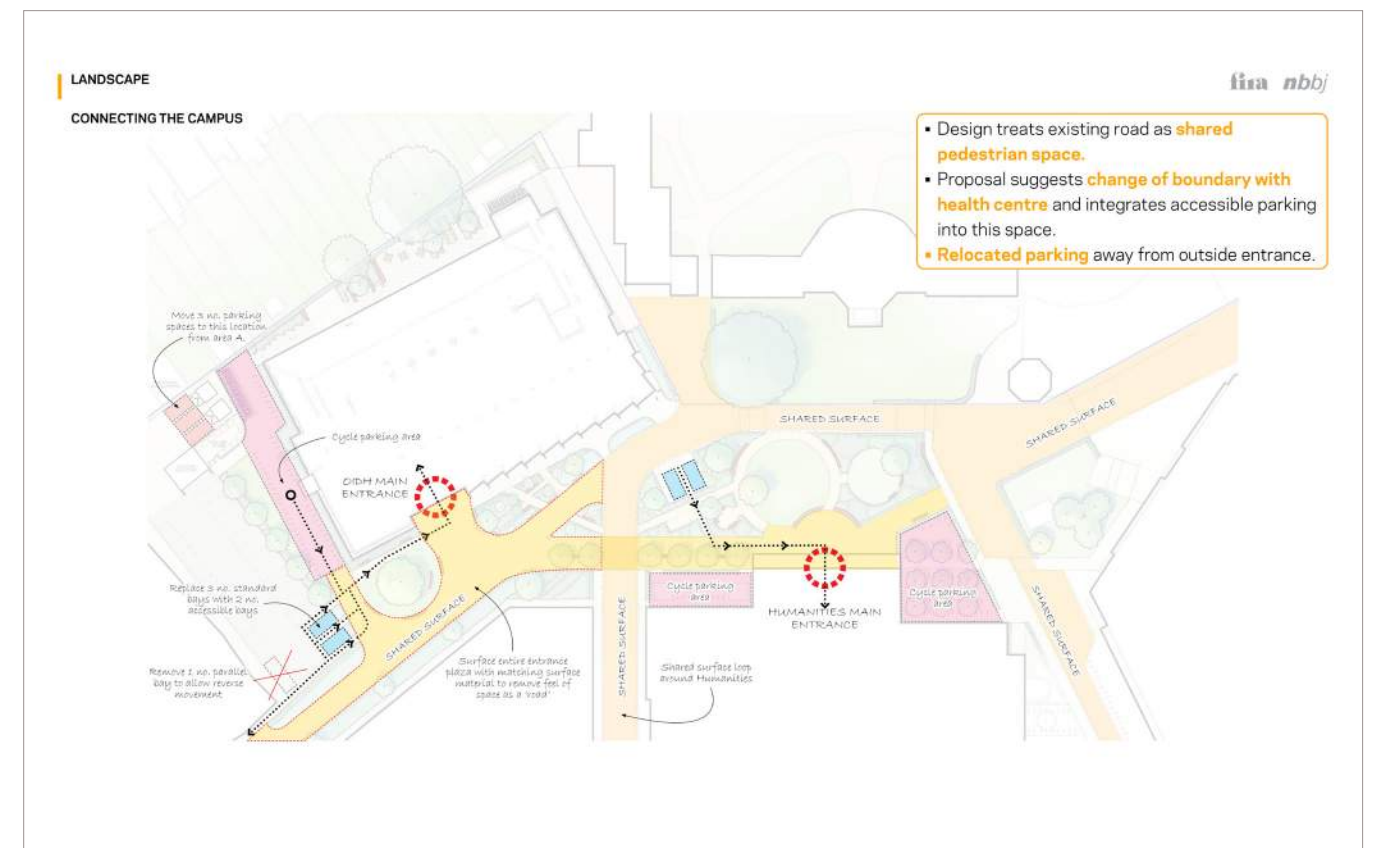 LANDSCAPE
fira nbbj
CONNECTING THE CAMPUS
▪ Design treats existing road as shared
pedestrian space.
▪ Proposal suggests change of boundary with
health centre and integrates accessible parking
into this space.
▪ Relocated parking away from outside entrance.
Move 3 no. parking
spaces to this location
from area A.
Cycle parking area
OIDH MAIN
ENTRANCE
SHARED SURFACE
SHARED SURFACE
Replace 3 no. standard
bays with 2 no.
accessible bays
Cycle parking
area
Cycle parking
area
HUMANITIES MAIN
ENTRANCE
SHARED SURFACE
SHARED SURFACE
SHARED SURFACE
Remove 1 no. parallel
bay to allow reverse
movement
Surface entire entrance
plaza with matching surface
material to remove feel of
space as a 'road'
Shared surface loop
around Humanities